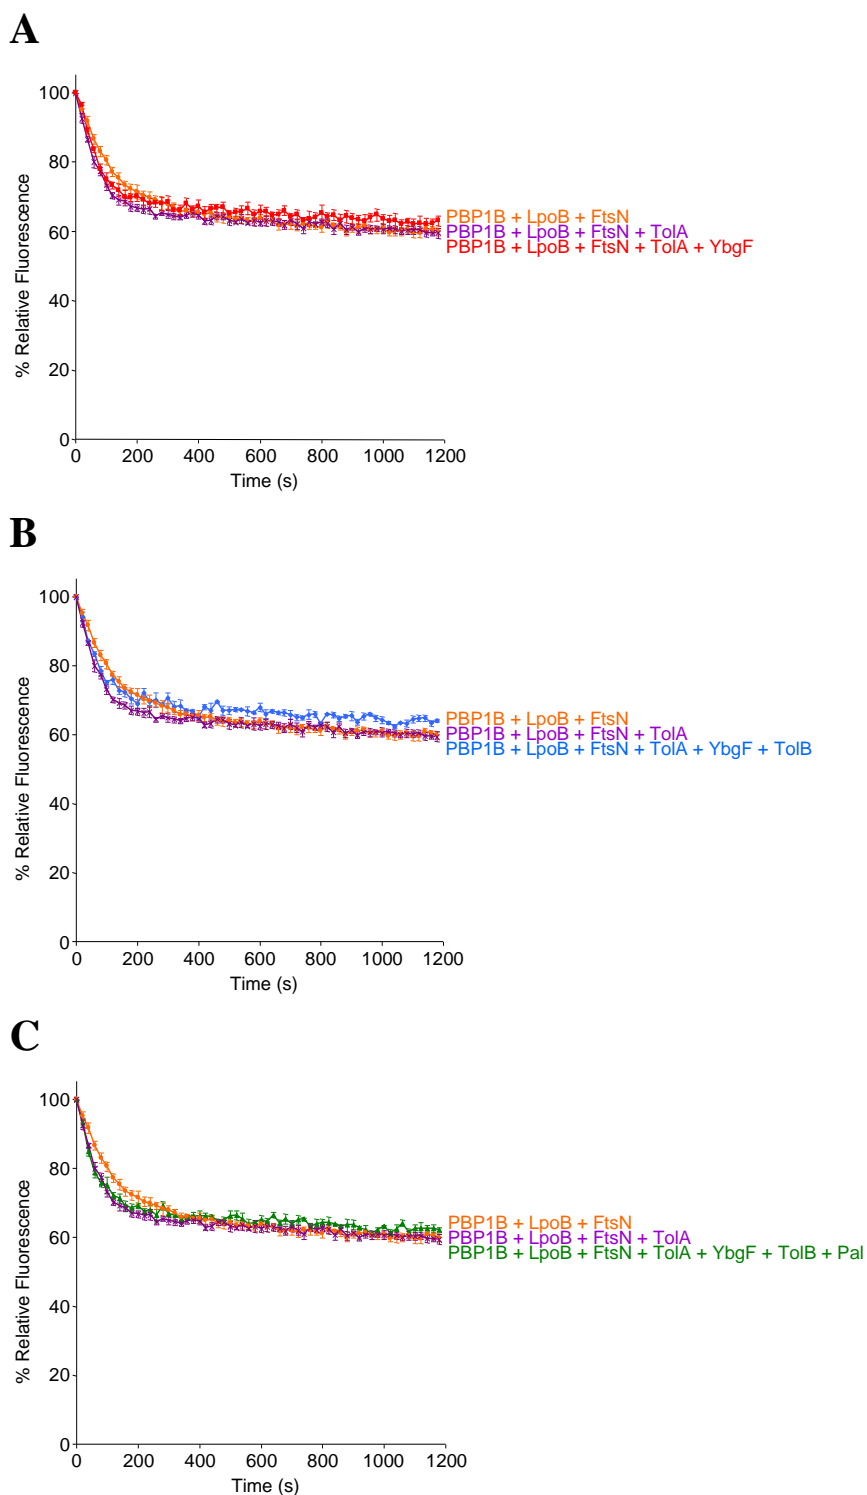 A
% Relative Fluorescence
100
80
60
40
20
0
PBP1B + LpoB + FtsN
PBP1B + LpoB + FtsN + TolA
PBP1B + LpoB + FtsN + TolA + YbgF
0 200 400 600 800 1000 1200
Time (s)
B
% Relative Fluorescence
100
80
60
40
20
0
PBP1B + LpoB + FtsN
PBP1B + LpoB + FtsN + TolA
PBP1B + LpoB + FtsN + TolA + YbgF + TolB
0 200 400 600 800 1000 1200
Time (s)
C
% Relative Fluorescence
100
80
60
40
20
0
PBP1B + LpoB + FtsN
PBP1B + LpoB + FtsN + TolA
PBP1B + LpoB + FtsN + TolA + YbgF + TolB + Pal
0 200 400 600 800 1000 1200
Time (s)